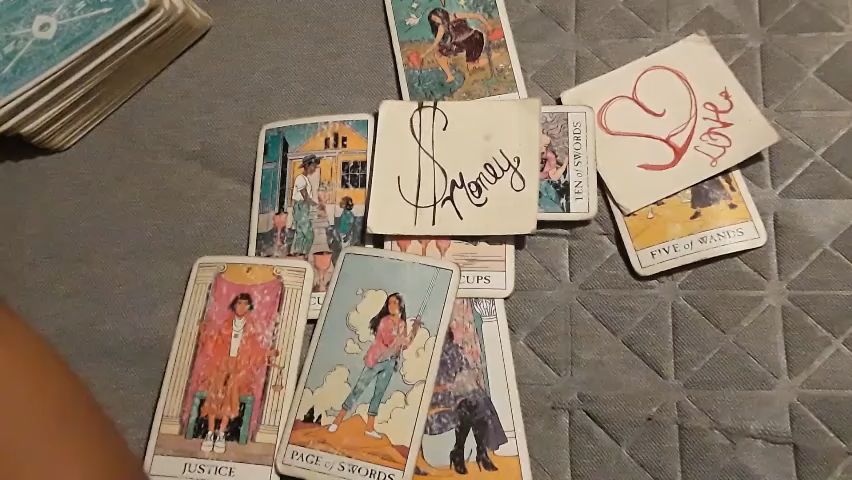 $ Money
LOVE
TEN of SWORDS
FIVE of WANDS
CUPS
JUSTICE
PAGE of SWORDS